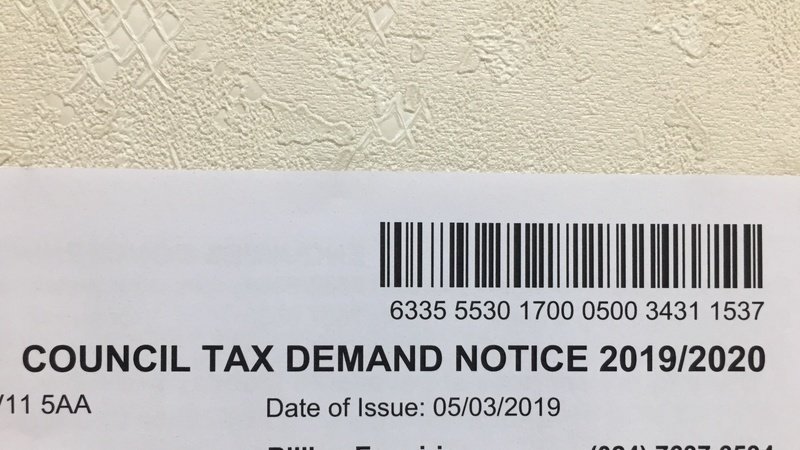 6335 5530 1700 0500 3431 1537
COUNCIL TAX DEMAND NOTICE 2019/2020
/11 5AA
Date of Issue: 05/03/2019